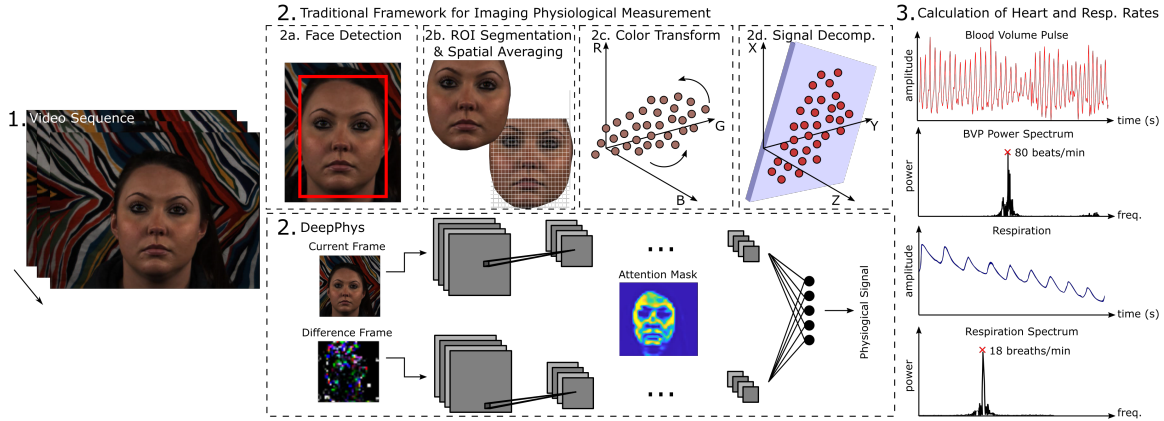 1.
Video Sequence
2. Traditional Framework for Imaging Physiological Measurement
2a. Face Detection
2b. ROI Segmentation
& Spatial Averaging
2c. Color Transform
R
G
B
2d. Signal Decomp.
X
Y
Z
2. DeepPhys
Current Frame
Difference Frame
...
Attention Mask
...
Physiogical Signal
3. Calculation of Heart and Resp. Rates
Blood Volume Pulse
amplitude
time (s)
BVP Power Spectrum
80 beats/min
power
freq.
Respiration
amplitude
time (s)
Respiration Spectrum
18 breaths/min
power
freq.